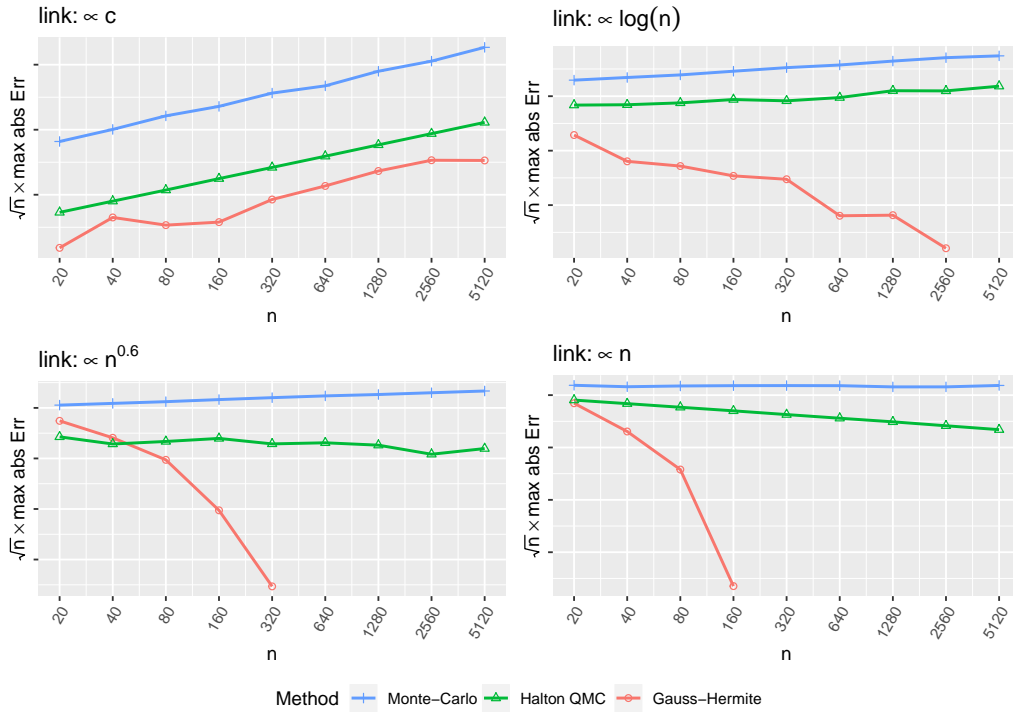 link: ∝ c
√n × max abs Err
20 40 80 160 320 640 1280 2560 5120
n
link: ∝ log(n)
√n × max abs Err
20 40 80 160 320 640 1280 2560 5120
n
link: ∝ n^0.6
√n × max abs Err
20 40 80 160 320 640 1280 2560 5120
n
link: ∝ n
√n × max abs Err
20 40 80 160 320 640 1280 2560 5120
n
Method Monte−Carlo Halton QMC Gauss−Hermite